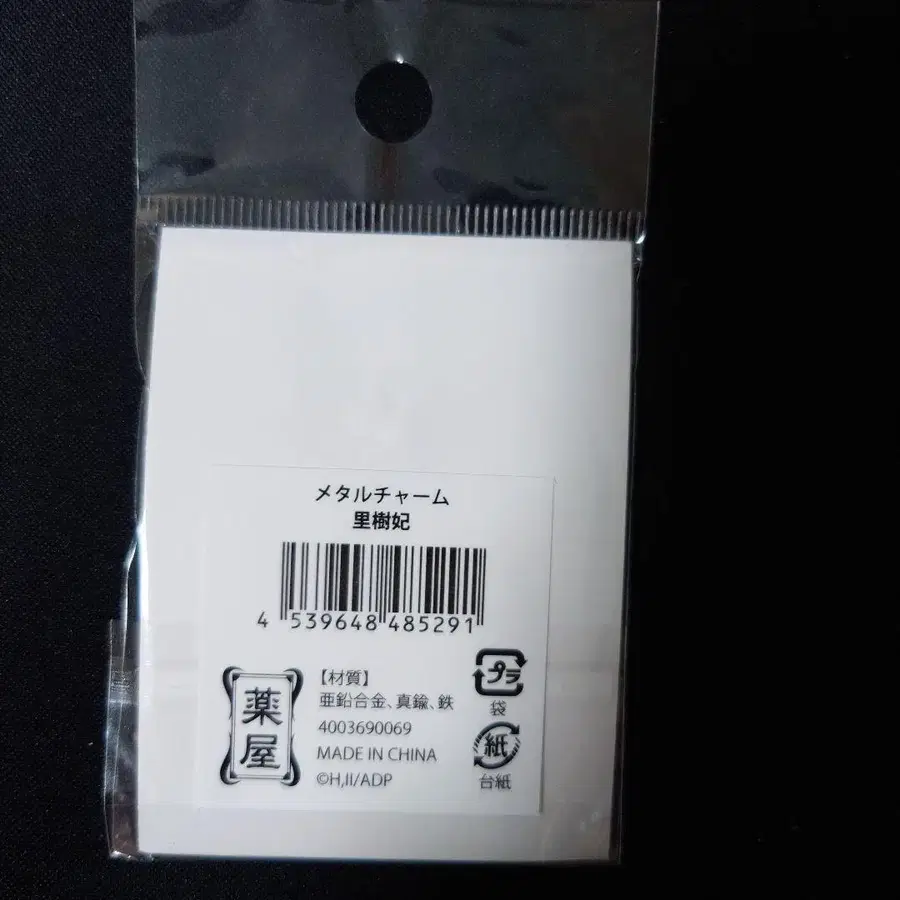 メタルチャーム
里樹妃
4 539648 485291
薬屋
【材質】
亜鉛合金、真鍮、鉄
4003690069
MADE IN CHINA
©H,II/ADP
プラ
袋
紙
台紙